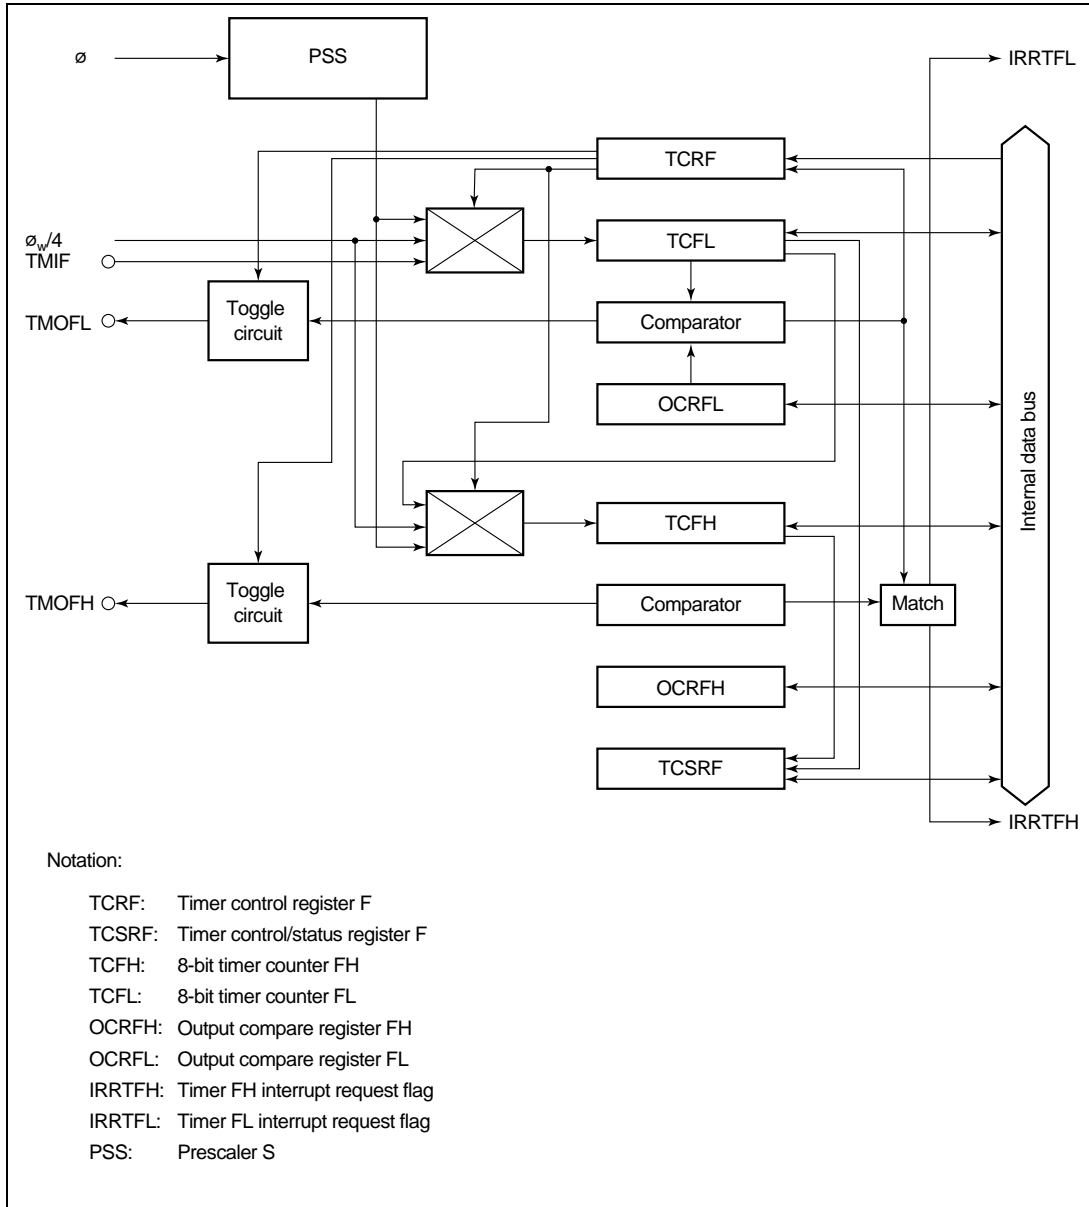 ø
PSS
IRRTFL
TCRF
ø_w/4
TMIF
TCFL
TMOFL
Toggle
circuit
Comparator
OCRFL
Internal data bus
TCFH
TMOFH
Toggle
circuit
Comparator
Match
OCRFH
TCSRF
IRRTFH
Notation:
TCRF: Timer control register F
TCSRF: Timer control/status register F
TCFH: 8-bit timer counter FH
TCFL: 8-bit timer counter FL
OCRFH: Output compare register FH
OCRFL: Output compare register FL
IRRTFH: Timer FH interrupt request flag
IRRTFL: Timer FL interrupt request flag
PSS: Prescaler S